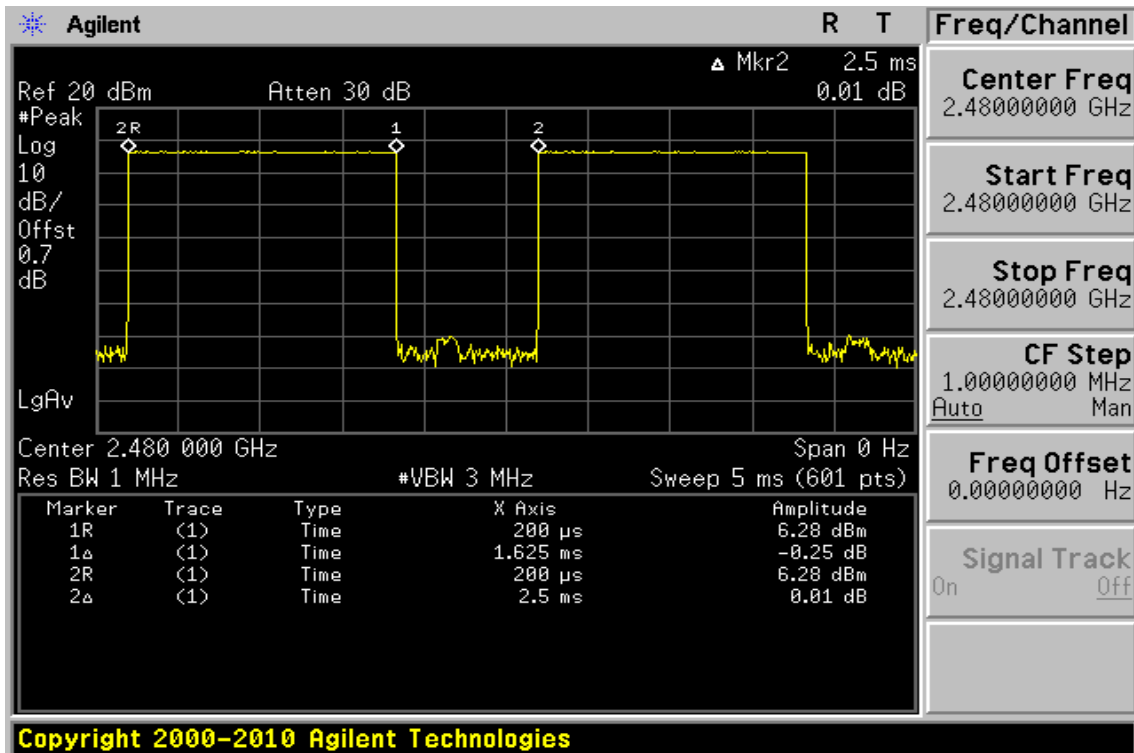 Agilent R T
△ Mkr2 2.5 ms
Ref 20 dBm Atten 30 dB 0.01 dB
#Peak
Log
10
dB/
Offst
0.7
dB
LgAv
2R 1 2
Center 2.480 000 GHz Span 0 Hz
Res BW 1 MHz #VBW 3 MHz Sweep 5 ms (601 pts)
Marker Trace Type X Axis Amplitude
1R (1) Time 200 µs 6.28 dBm
1△ (1) Time 1.625 ms -0.25 dB
2R (1) Time 200 µs 6.28 dBm
2△ (1) Time 2.5 ms 0.01 dB
Freq/Channel
Center Freq
2.48000000 GHz
Start Freq
2.48000000 GHz
Stop Freq
2.48000000 GHz
CF Step
1.00000000 MHz
Auto Man
Freq Offset
0.00000000 Hz
Signal Track
On Off
Copyright 2000-2010 Agilent Technologies